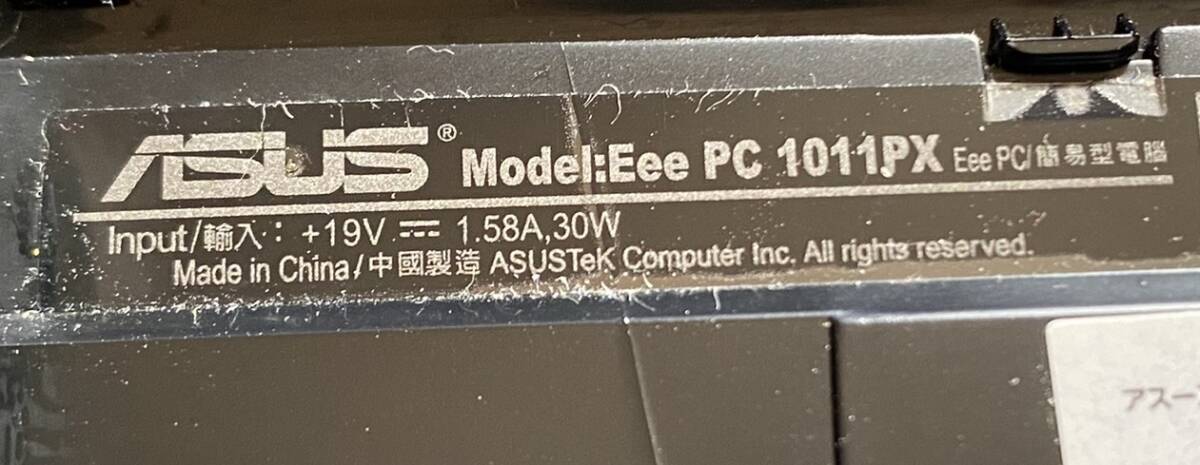 ASUS® Model:Eee PC 1011PX Eee PC/簡易型電腦
Input/輸入: +19V ⎓ 1.58A,30W
Made in China/中國製造 ASUSTeK Computer Inc. All rights reserved.
アスー